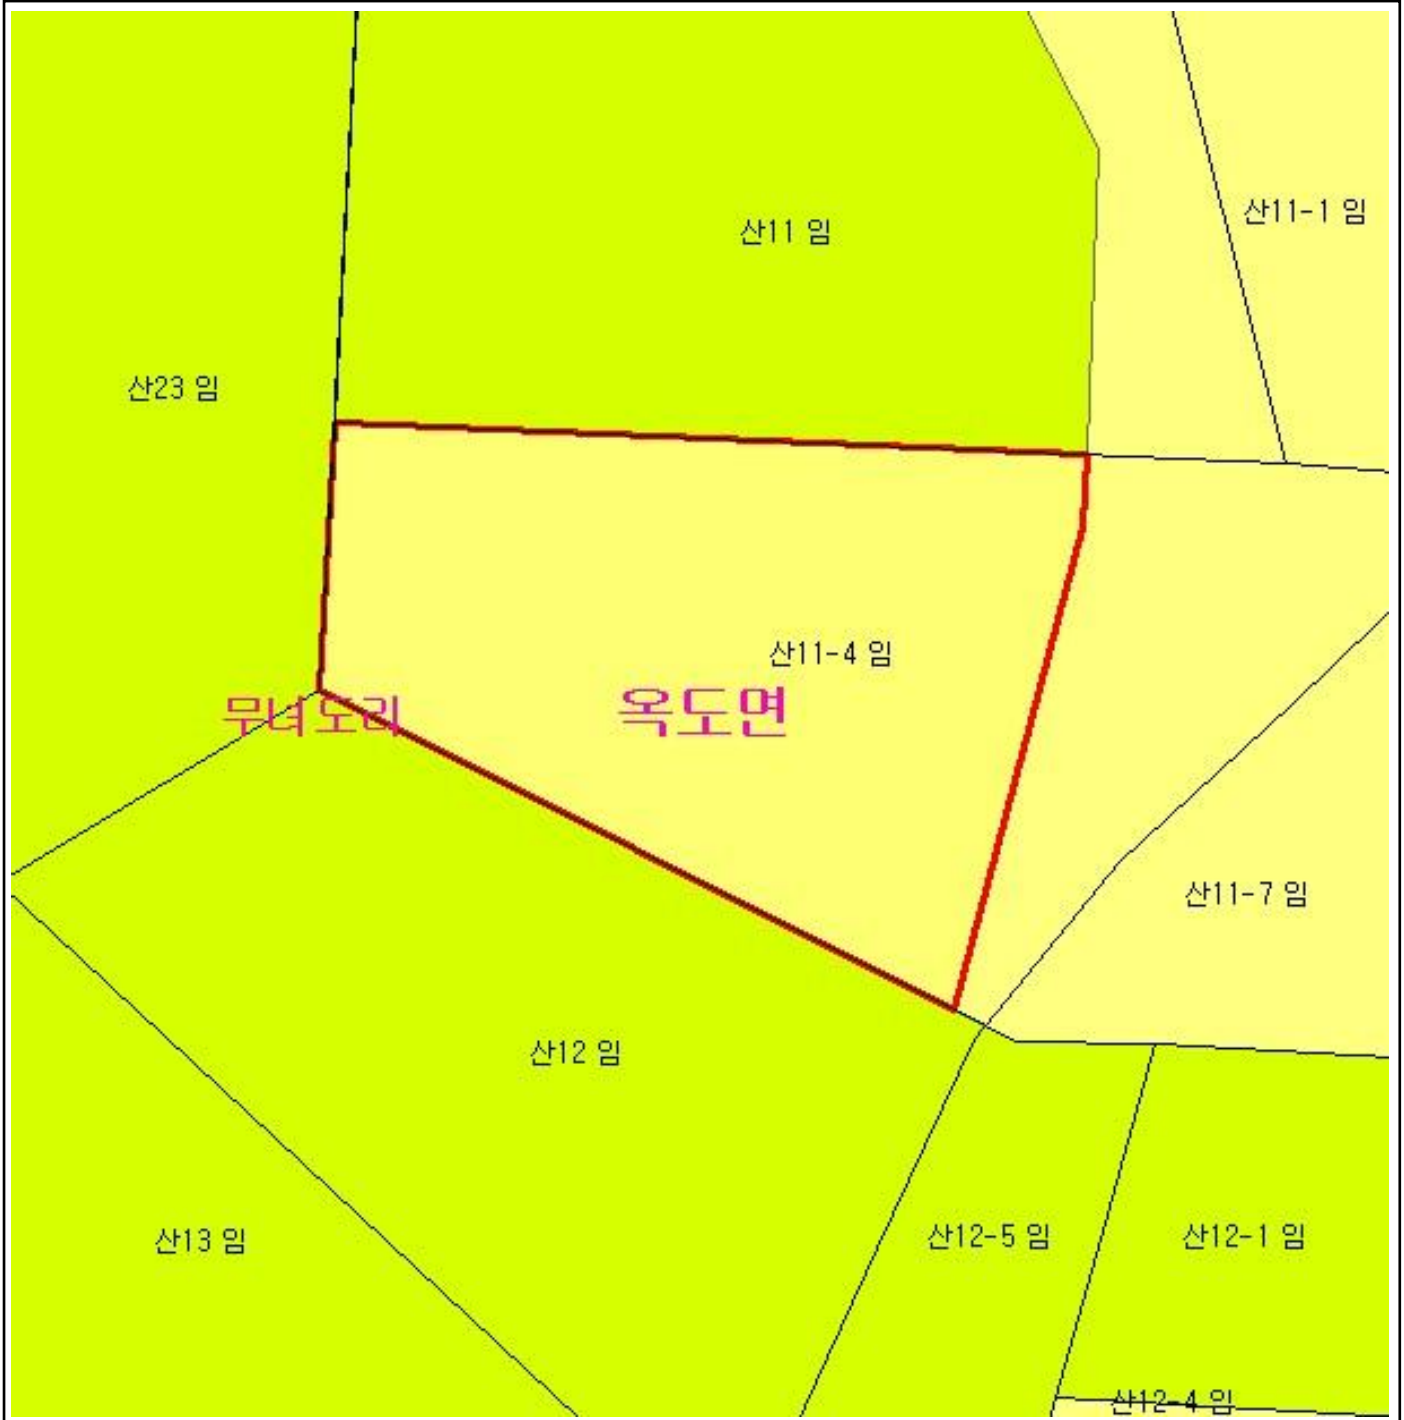 산11-1 임
산11 임
산23 임
산11-4 임
무녀도리
옥도면
산11-7 임
산12 임
산12-5 임
산12-1 임
산13 임
산12-4 임